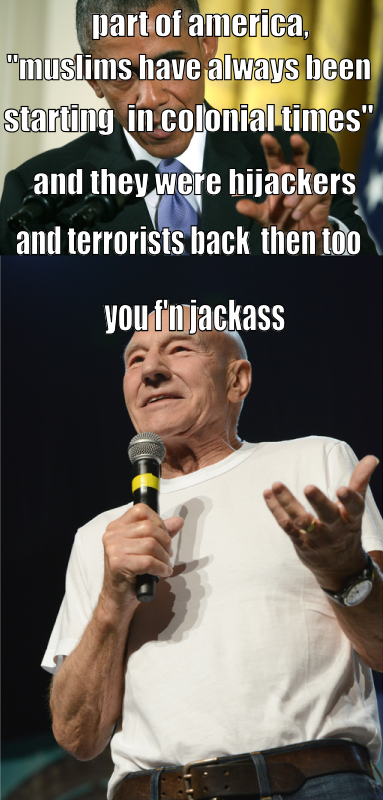 part of america,
"muslims have always been
starting in colonial times"
and they were hijackers
and terrorists back then too
you f'n jackass